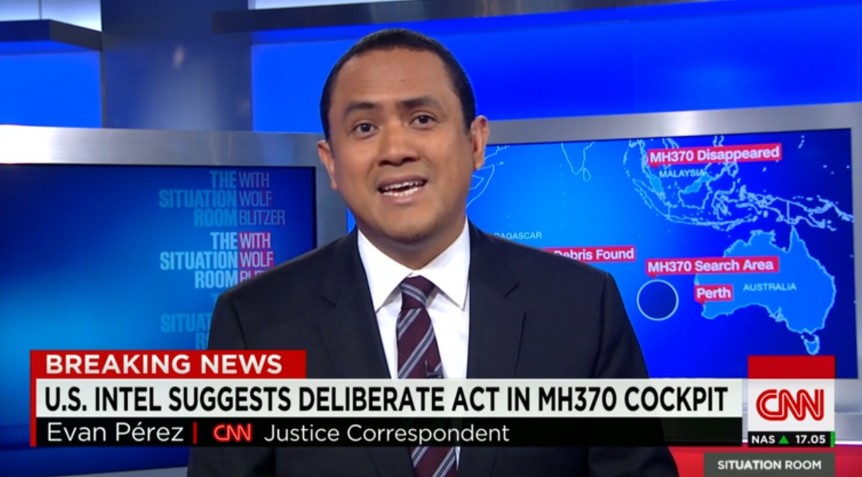 THE WITH
SITUATION WOLF
ROOM BLITZER
THE WITH
SITUATION WOLF
ROOM
MH370 Disappeared
MALAYSIA
Debris Found
MH370 Search Area
Perth
AUSTRALIA
BREAKING NEWS
U.S. INTEL SUGGESTS DELIBERATE ACT IN MH370 COCKPIT
Evan Pérez | CNN Justice Correspondent
CNN
NAS ▲ 17.05
SITUATION ROOM